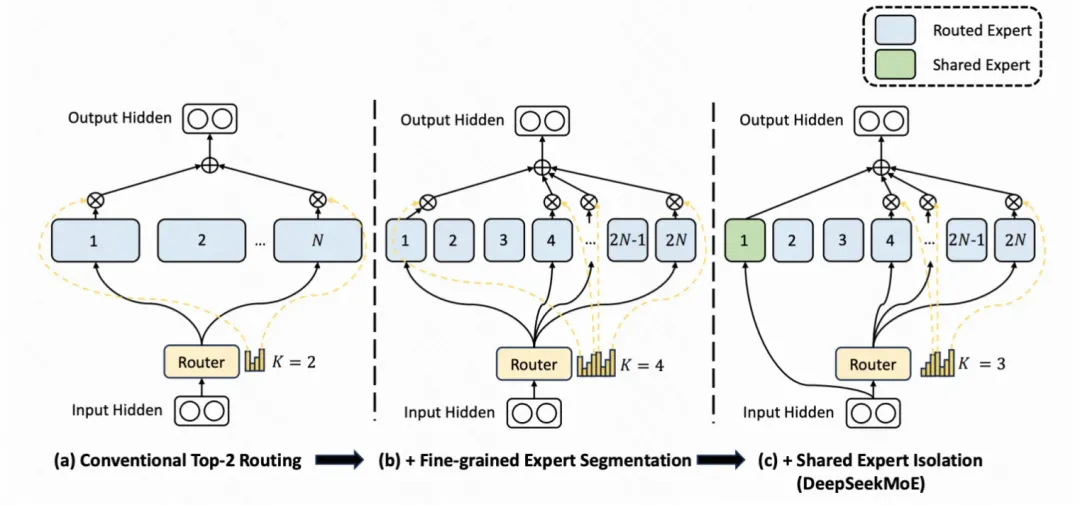 Routed Expert
Shared Expert
Output Hidden
1
2
...
N
Router
K = 2
Input Hidden
(a) Conventional Top-2 Routing
Output Hidden
1
2
3
4
...
2N-1
2N
Router
K = 4
Input Hidden
(b) + Fine-grained Expert Segmentation
Output Hidden
1
2
3
4
...
2N-1
2N
Router
K = 3
Input Hidden
(c) + Shared Expert Isolation
(DeepSeekMoE)